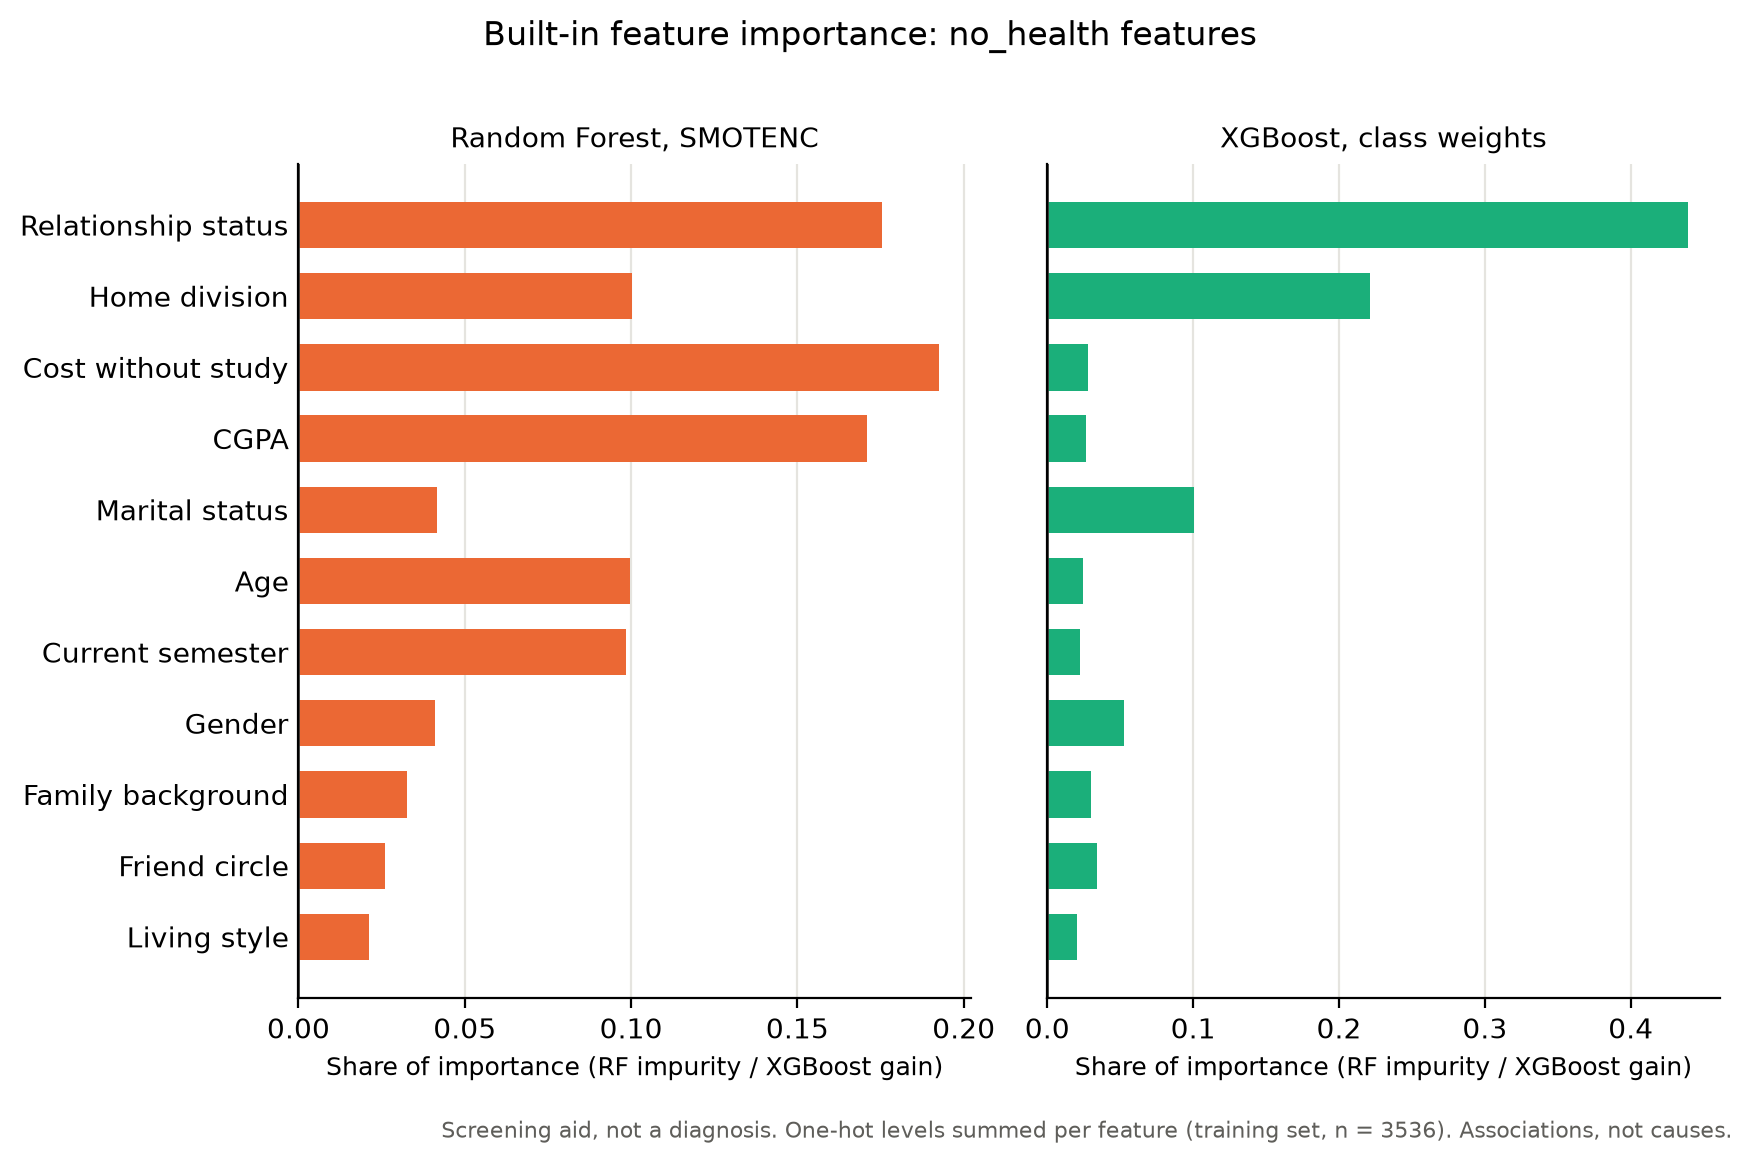 Built-in feature importance: no_health features
Random Forest, SMOTENC
XGBoost, class weights
Relationship status
Home division
Cost without study
CGPA
Marital status
Age
Current semester
Gender
Family background
Friend circle
Living style
0.00 0.05 0.10 0.15 0.20
0.0 0.1 0.2 0.3 0.4
Share of importance (RF impurity / XGBoost gain)
Share of importance (RF impurity / XGBoost gain)
Screening aid, not a diagnosis. One-hot levels summed per feature (training set, n = 3536). Associations, not causes.